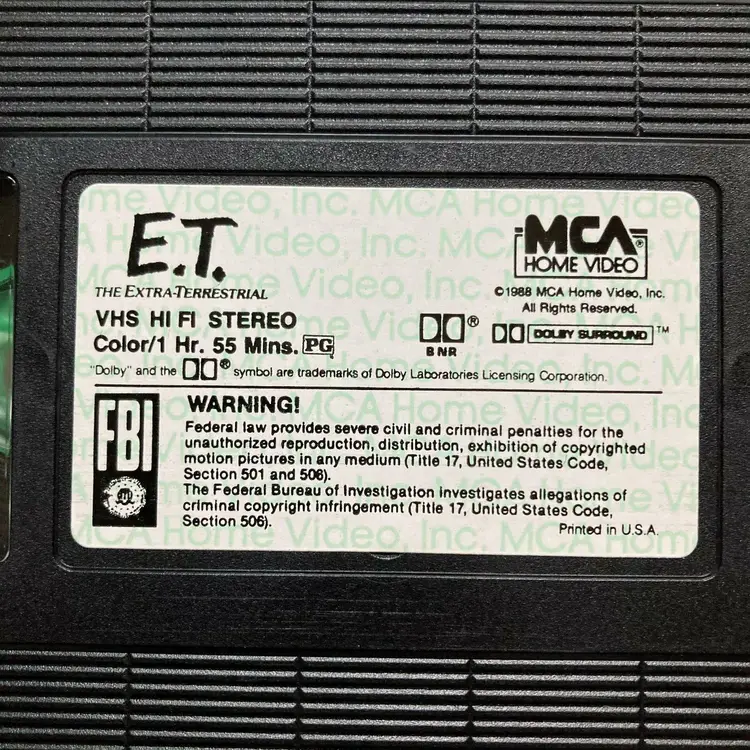 E.T.
THE EXTRA-TERRESTRIAL
MCA®
HOME VIDEO
©1988 MCA Home Video, Inc.
All Rights Reserved.
VHS HI FI STEREO
Color/1 Hr. 55 Mins. PG
®
B NR
DOLBY SURROUND ™
"Dolby" and the ® symbol are trademarks of Dolby Laboratories Licensing Corporation.
FBI
WARNING!
Federal law provides severe civil and criminal penalties for the
unauthorized reproduction, distribution, exhibition of copyrighted
motion pictures in any medium (Title 17, United States Code,
Section 501 and 506).
The Federal Bureau of Investigation investigates allegations of
criminal copyright infringement (Title 17, United States Code,
Section 506).
Printed in U.S.A.